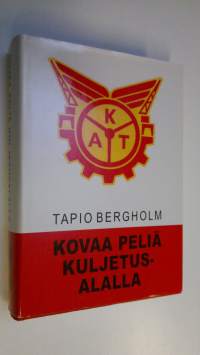 K
A T
TAPIO BERGHOLM
KOVAA PELIÄ
KULJETUS-
ALALLA